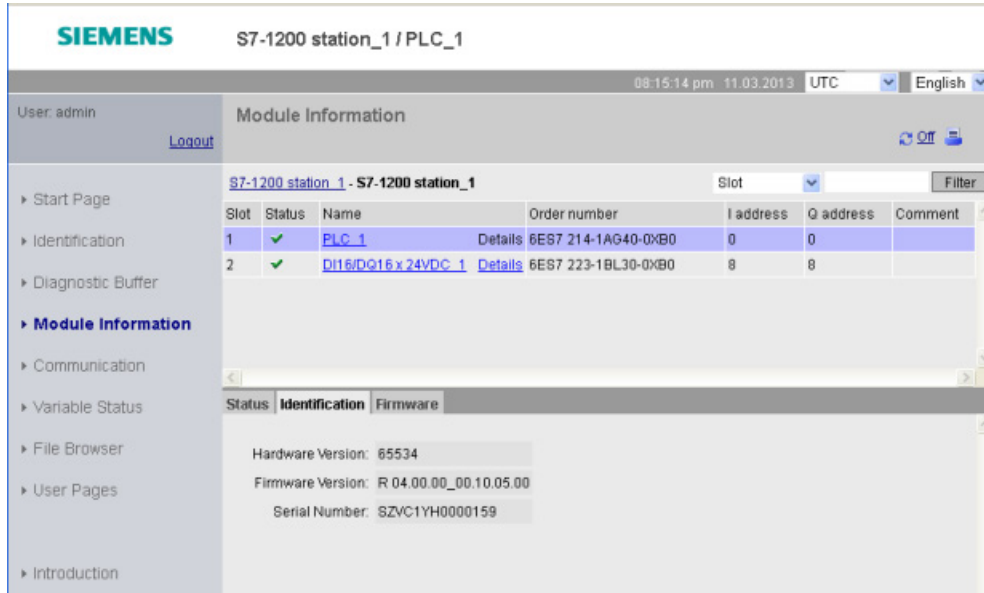 SIEMENS S7-1200 station_1 / PLC_1
08:15:14 pm 11.03.2013 UTC English
User: admin
Logout
Module Information
Off
Start Page
Identification
Diagnostic Buffer
Module Information
Communication
Variable Status
File Browser
User Pages
Introduction
S7-1200 station_1 - S7-1200 station_1 Slot Filter
Slot Status Name Order number I address Q address Comment
1 PLC_1 Details 6ES7 214-1AG40-0XB0 0 0
2 DI16/DQ16 x 24VDC_1 Details 6ES7 223-1BL30-0XB0 8 8
Status Identification Firmware
Hardware Version: 65534
Firmware Version: R 04.00.00_00.10.05.00
Serial Number: SZVC1YH0000159